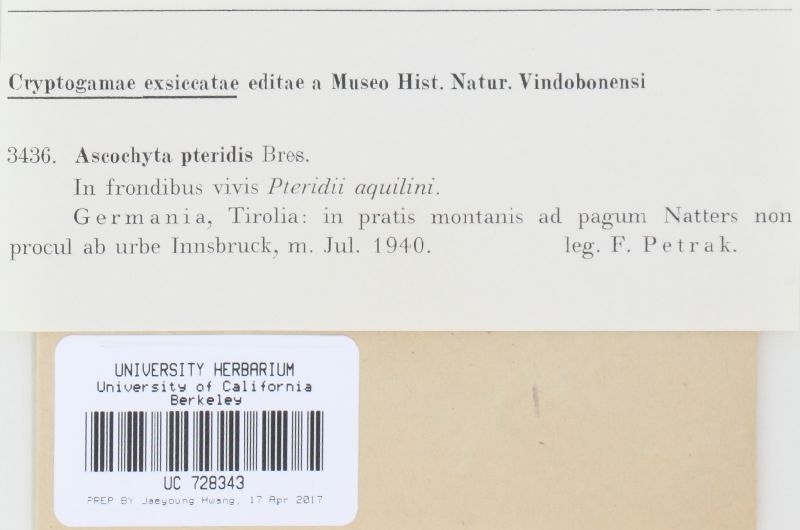 Cryptogamae exsiccatae editae a Museo Hist. Natur. Vindobonensi
3436. Ascochyta pteridis Bres.
In frondibus vivis Pteridii aquilini.
Germania, Tirolia: in pratis montanis ad pagum Natters non
procul ab urbe Innsbruck, m. Jul. 1940. leg. F. Petrak.
UNIVERSITY HERBARIUM
University of California
Berkeley
UC 728343
PREP BY Jaeyoung Hwang, 17 Apr 2017